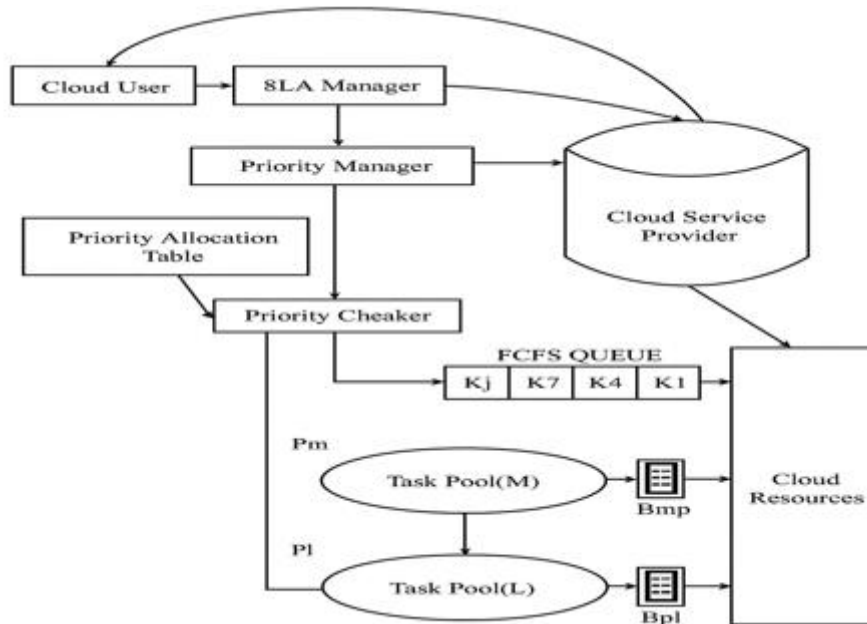 Cloud User
8LA Manager
Priority Manager
Cloud Service
Provider
Priority Allocation
Table
Priority Cheaker
FCFS QUEUE
Kj K7 K4 K1
Pm
Task Pool(M)
Bmp
Cloud
Resources
Pl
Task Pool(L)
Bpl